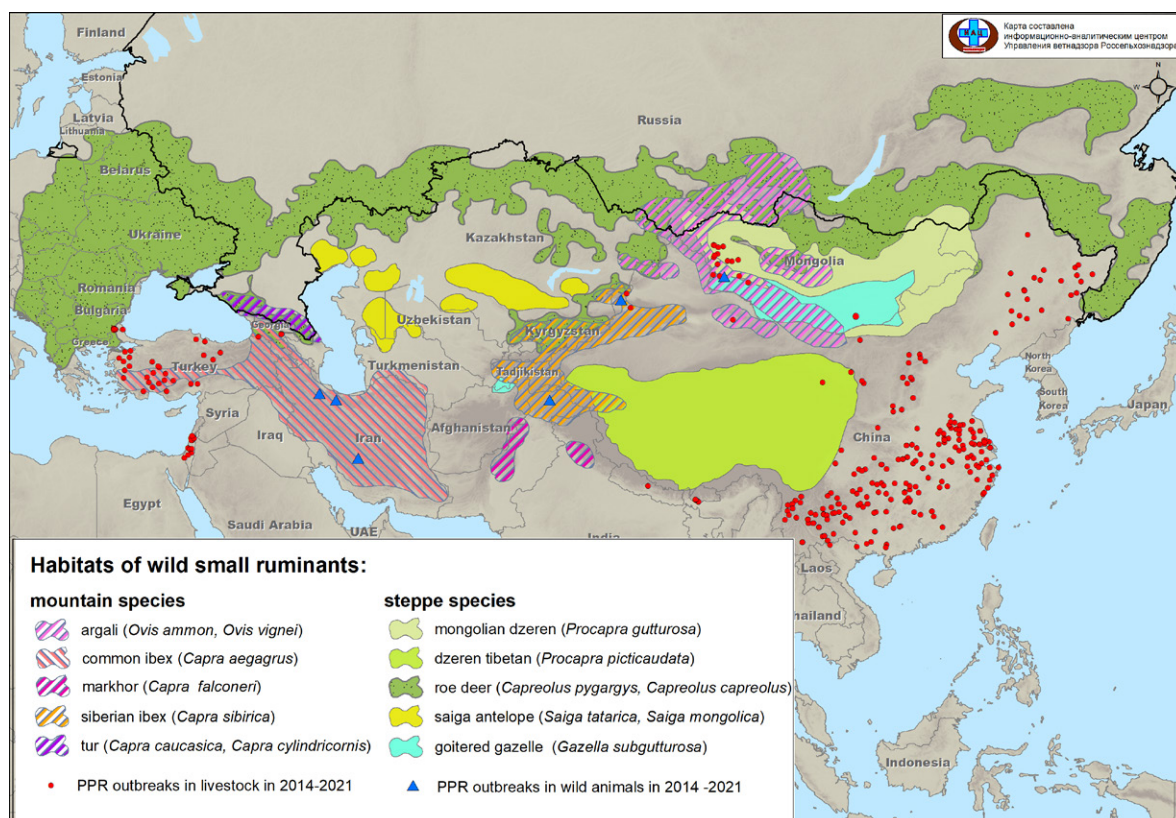 Finland
Карта составлена
информационно-аналитическим центром
Управления ветнадзора Россельхознадзора
N
W
Estonia
Latvia
Lithuania
Russia
Belarus
Ukraine
Kazakhstan
Mongolia
Romania
Bulgaria
Georgia
Uzbekistan
Kyrgyzstan
Greece
Turkey
Turkmenistan
Tadjikistan
North
Korea
South
Korea
Japan
Syria
Iraq
Iran
Afghanistan
China
Egypt
Saudi Arabia
UAE
India
Laos
hailand
Indonesia
Habitats of wild small ruminants:
mountain species
argali (Ovis ammon, Ovis vignei)
common ibex (Capra aegagrus)
markhor (Capra falconeri)
siberian ibex (Capra sibirica)
tur (Capra caucasica, Capra cylindricornis)
PPR outbreaks in livestock in 2014-2021
steppe species
mongolian dzeren (Procapra gutturosa)
dzeren tibetan (Procapra picticaudata)
roe deer (Capreolus pygargys, Capreolus capreolus)
saiga antelope (Saiga tatarica, Saiga mongolica)
goitered gazelle (Gazella subgutturosa)
PPR outbreaks in wild animals in 2014 -2021